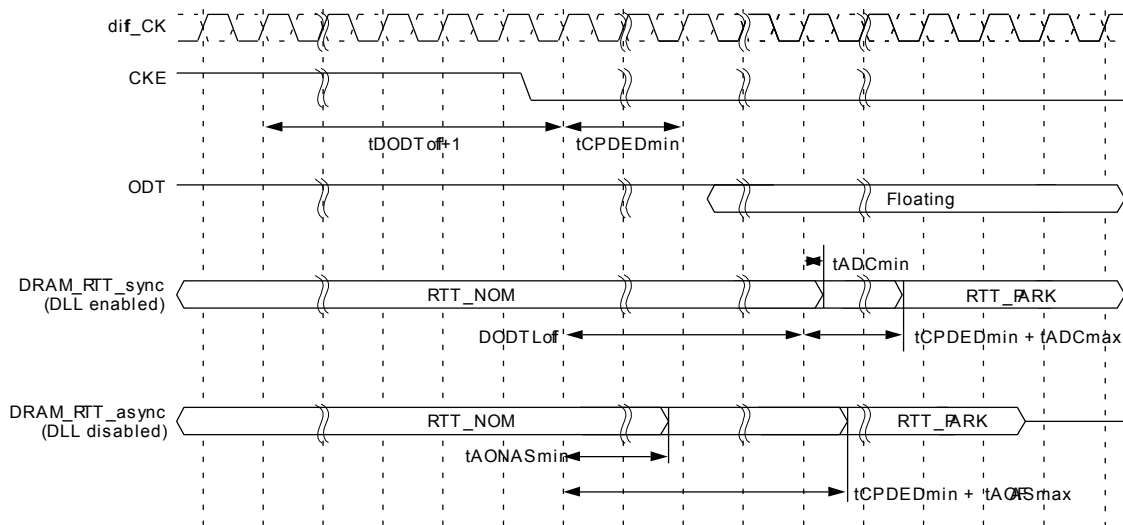 dif_CK
CKE
tDODToff+1
tCPDEDmin
ODT
Floating
tADCmin
DRAM_RTT_sync
(DLL enabled)
RTT_NOM
RTT_PARK
DODTLoff
tCPDEDmin + tADCmax
DRAM_RTT_async
(DLL disabled)
RTT_NOM
RTT_PARK
tAONASmin
tCPDEDmin + tAOFASmax